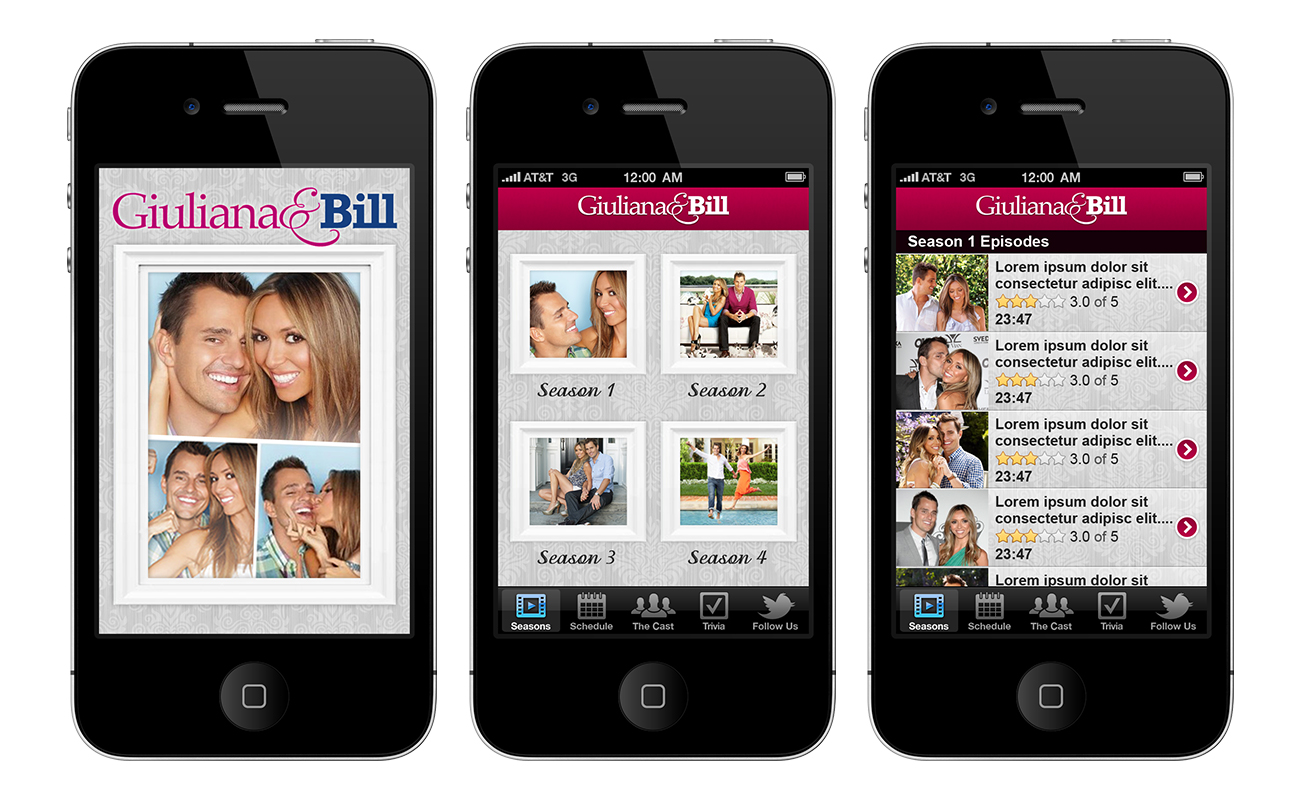 Giuliana&Bill
AT&T 3G 12:00 AM
Giuliana&Bill
Season 1 Season 2
Season 3 Season 4
Seasons Schedule The Cast Trivia Follow Us
AT&T 3G 12:00 AM
Giuliana&Bill
Season 1 Episodes
Lorem ipsum dolor sit
consectetur adipisc elit....
3.0 of 5
23:47
Lorem ipsum dolor sit
consectetur adipisc elit....
3.0 of 5
23:47
Lorem ipsum dolor sit
consectetur adipisc elit....
3.0 of 5
23:47
Lorem ipsum dolor sit
consectetur adipisc elit....
3.0 of 5
23:47
Lorem ipsum dolor sit
Seasons Schedule The Cast Trivia Follow Us